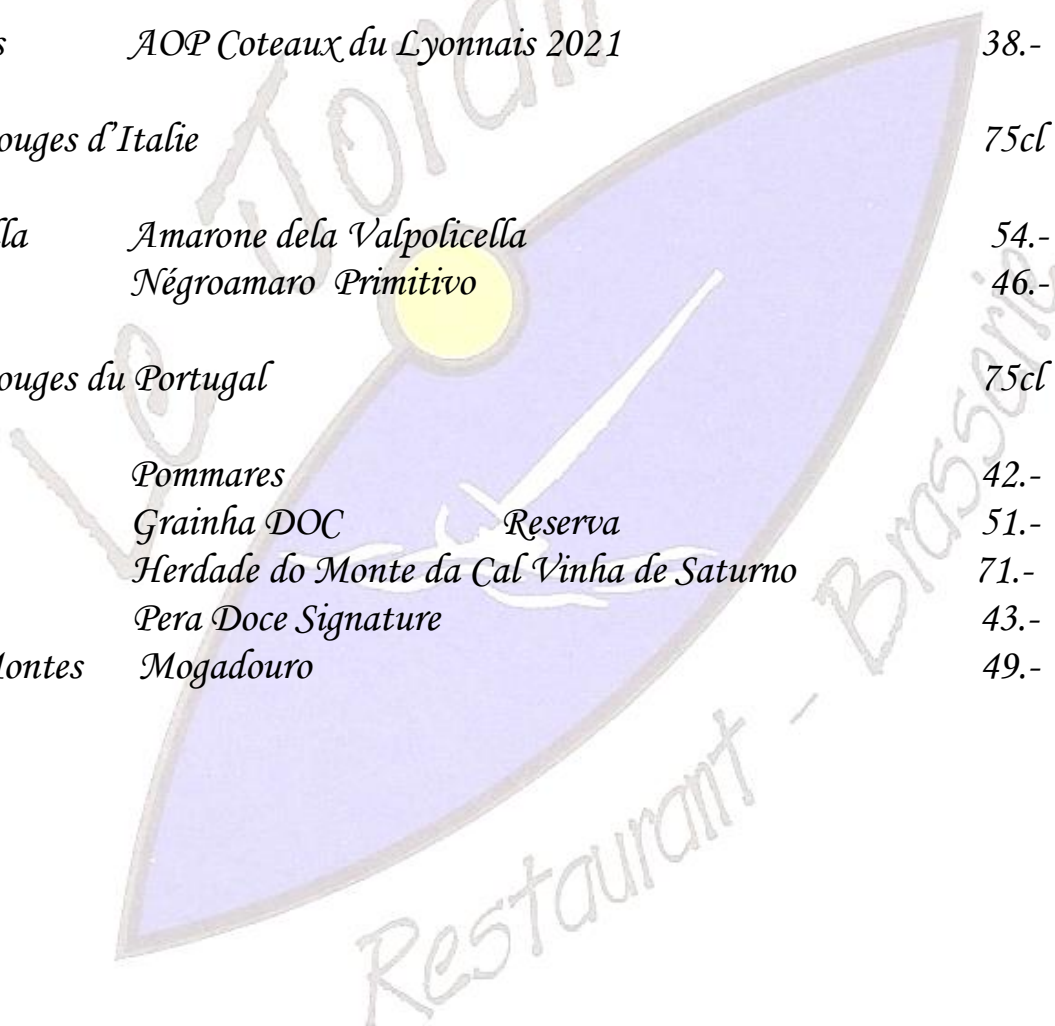 s AOP Coteaux du Lyonnais 2021 38.-
ouges d'Italie 75cl
lla Amarone dela Valpolicella 54.-
Négroamaro Primitivo 46.-
ouges du Portugal 75cl
Pommares 42.-
Grainha DOC Reserva 51.-
Herdade do Monte da Cal Vinha de Saturno 71.-
Pera Doce Signature 43.-
Montes Mogadouro 49.-
Le Joran
Restaurant - Brasserie